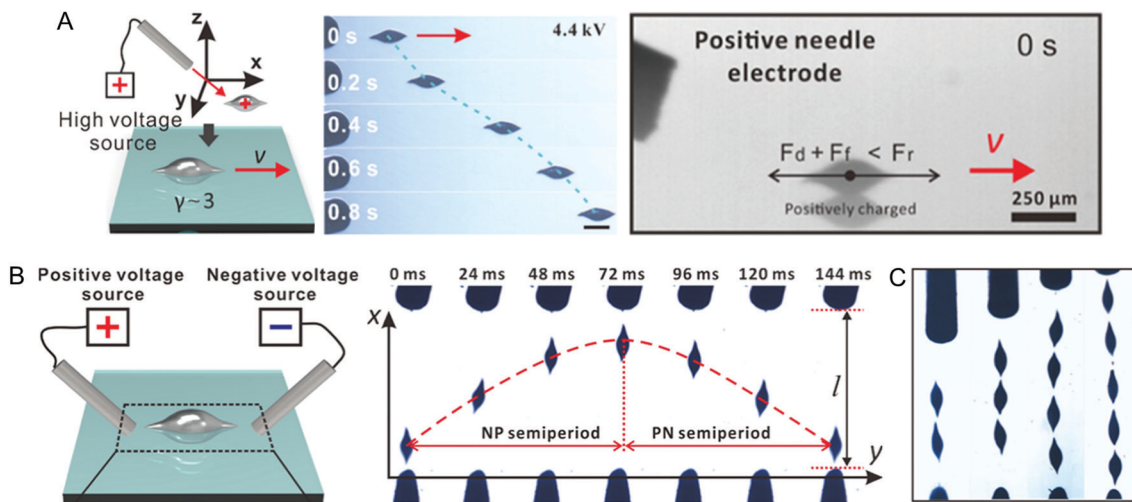 A
z
x
y
+
+
High voltage
source
v
γ~3
0 s
4.4 kV
0.2 s
0.4 s
0.6 s
0.8 s
Positive needle
electrode
0 s
Fd + Ff < Fr
v
Positively charged
250 μm
B
Positive voltage
source
Negative voltage
source
+
−
0 ms 24 ms 48 ms 72 ms 96 ms 120 ms 144 ms
x
l
NP semiperiod
PN semiperiod
y
C